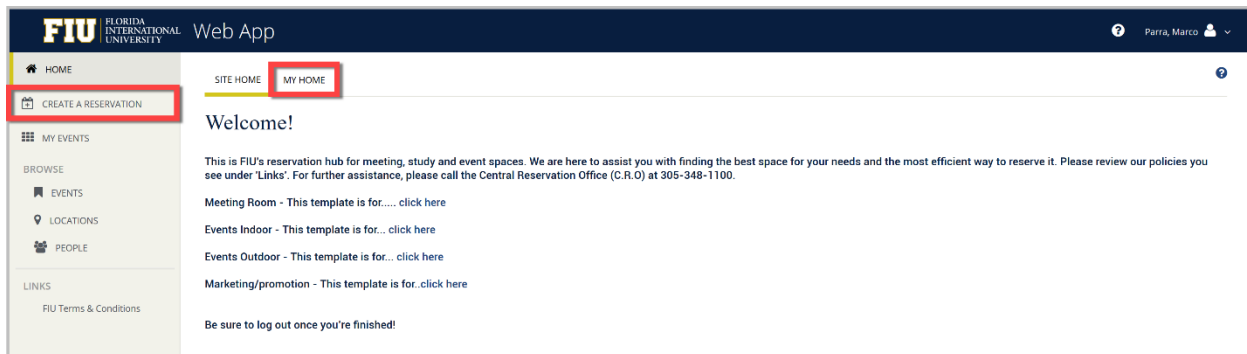 FIU FLORIDA INTERNATIONAL UNIVERSITY Web App
Parra, Marco
HOME
CREATE A RESERVATION
MY EVENTS
BROWSE
EVENTS
LOCATIONS
PEOPLE
LINKS
FIU Terms & Conditions
SITE HOME MY HOME
Welcome!
This is FIU's reservation hub for meeting, study and event spaces. We are here to assist you with finding the best space for your needs and the most efficient way to reserve it. Please review our policies you
see under 'Links'. For further assistance, please call the Central Reservation Office (C.R.O) at 305-348-1100.
Meeting Room - This template is for..... click here
Events Indoor - This template is for... click here
Events Outdoor - This template is for... click here
Marketing/promotion - This template is for..click here
Be sure to log out once you're finished!